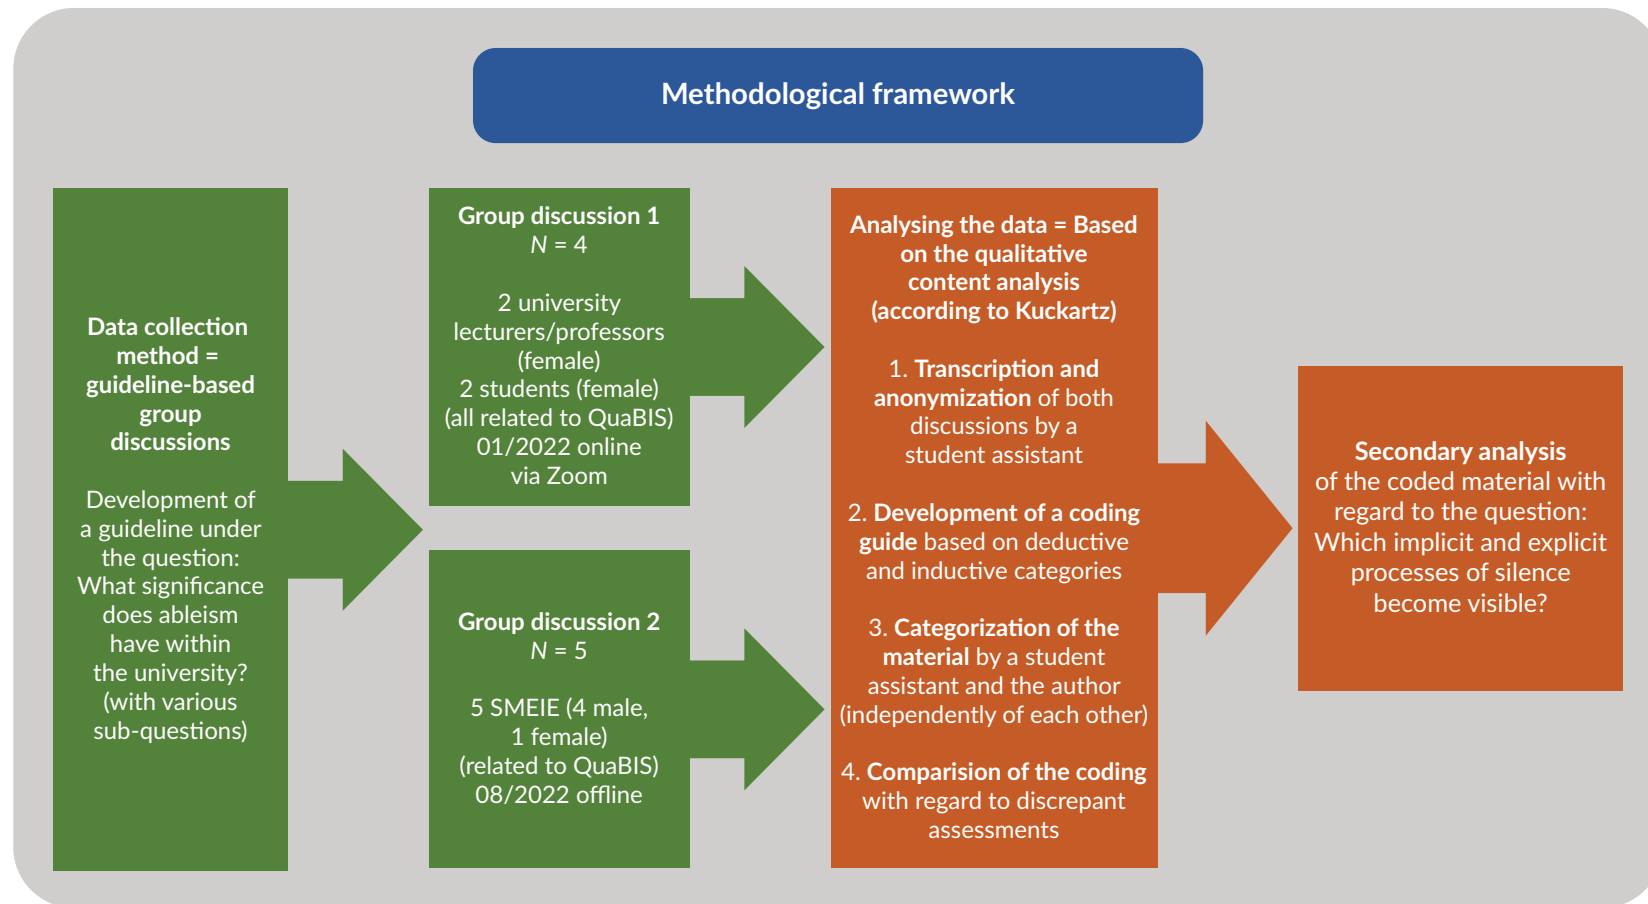 Methodological framework
Data collection
method =
guideline-based
group
discussions
Development of
a guideline under
the question:
What significance
does ableism
have within
the university?
(with various
sub-questions)
Group discussion 1
N = 4
2 university
lecturers/professors
(female)
2 students (female)
(all related to QuaBIS)
01/2022 online
via Zoom
Group discussion 2
N = 5
5 SMEIE (4 male,
1 female)
(related to QuaBIS)
08/2022 offline
Analysing the data = Based
on the qualitative
content analysis
(according to Kuckartz)
1. Transcription and
anonymization of both
discussions by a
student assistant
2. Development of a coding
guide based on deductive
and inductive categories
3. Categorization of the
material by a student
assistant and the author
(independently of each other)
4. Comparision of the coding
with regard to discrepant
assessments
Secondary analysis
of the coded material with
regard to the question:
Which implicit and explicit
processes of silence
become visible?